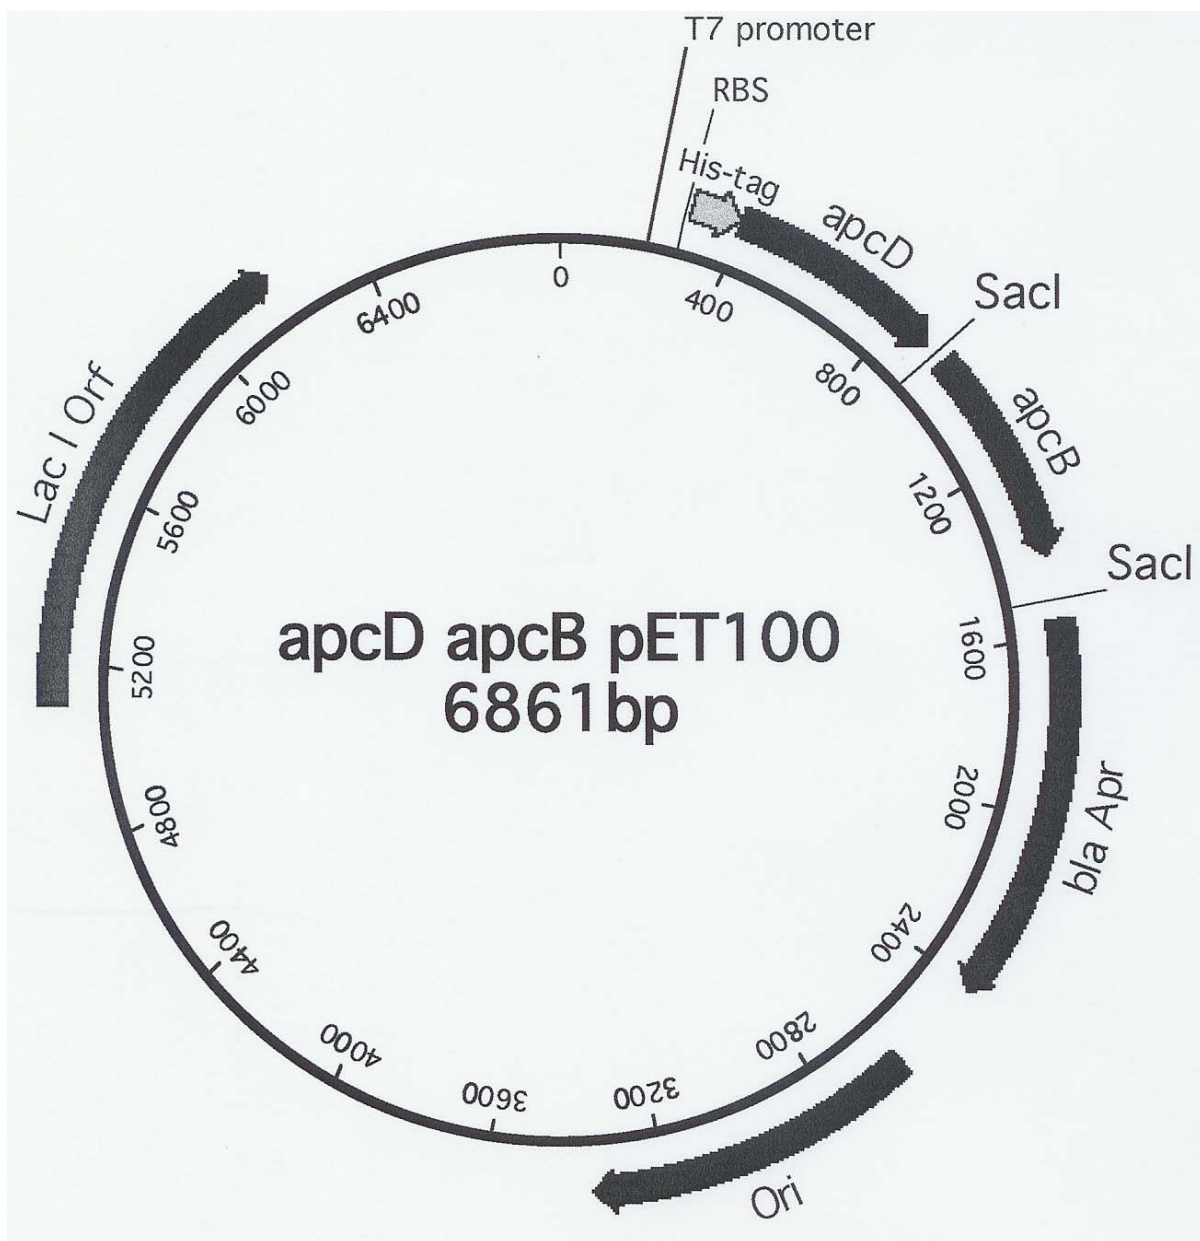 T7 promoter
RBS
His-tag
apcD
SacI
apcB
SacI
bla Apr
Ori
Lac I Orf
0
400
800
1200
1600
2000
2400
2800
3200
3600
4000
4400
4800
5200
5600
6000
6400
apcD apcB pET100
6861bp